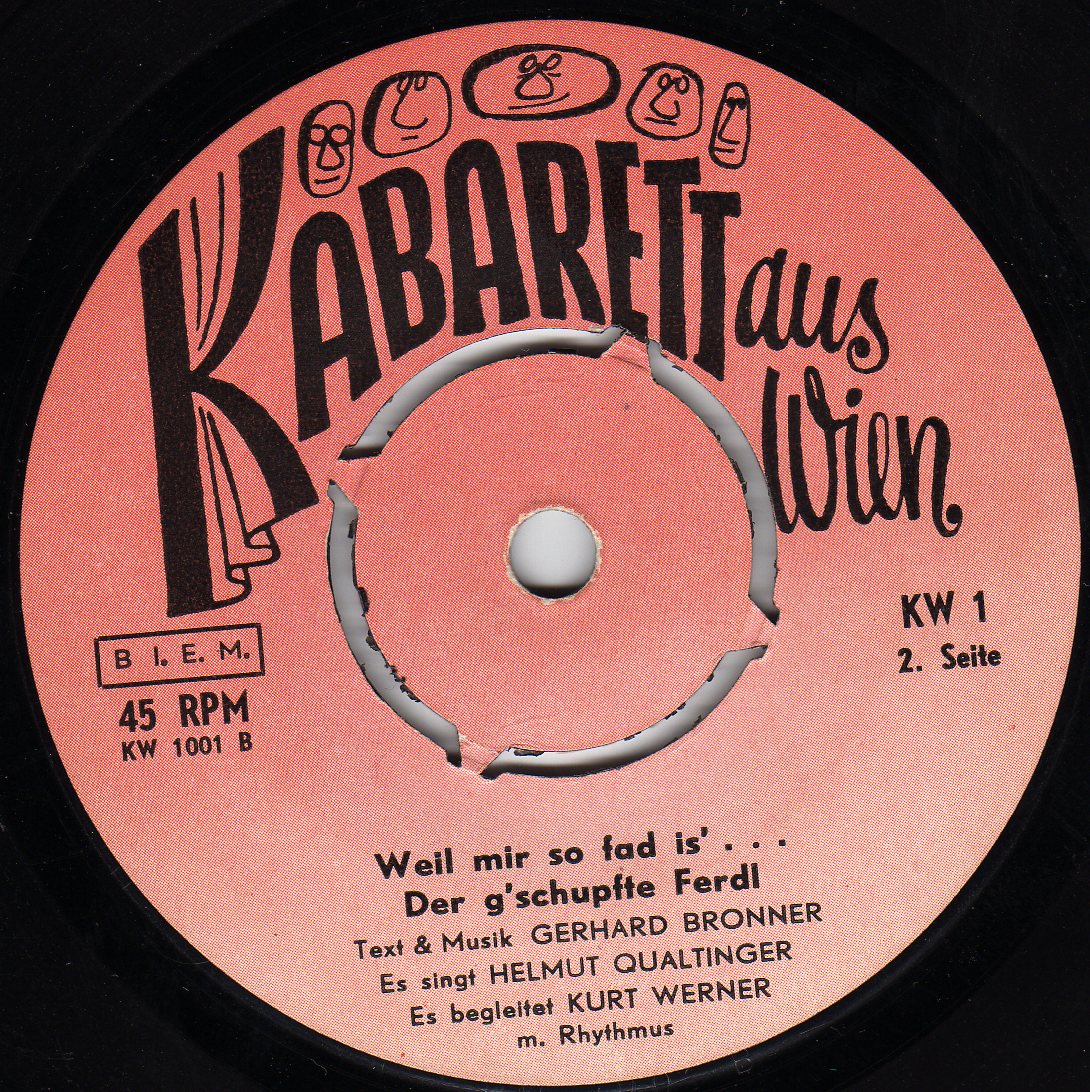 KABARETT aus
Wien
B I. E. M.
45 RPM
KW 1001 B
KW 1
2. Seite
Weil mir so fad is' . . .
Der g'schupfte Ferdl
Text & Musik GERHARD BRONNER
Es singt HELMUT QUALTINGER
Es begleitet KURT WERNER
m. Rhythmus